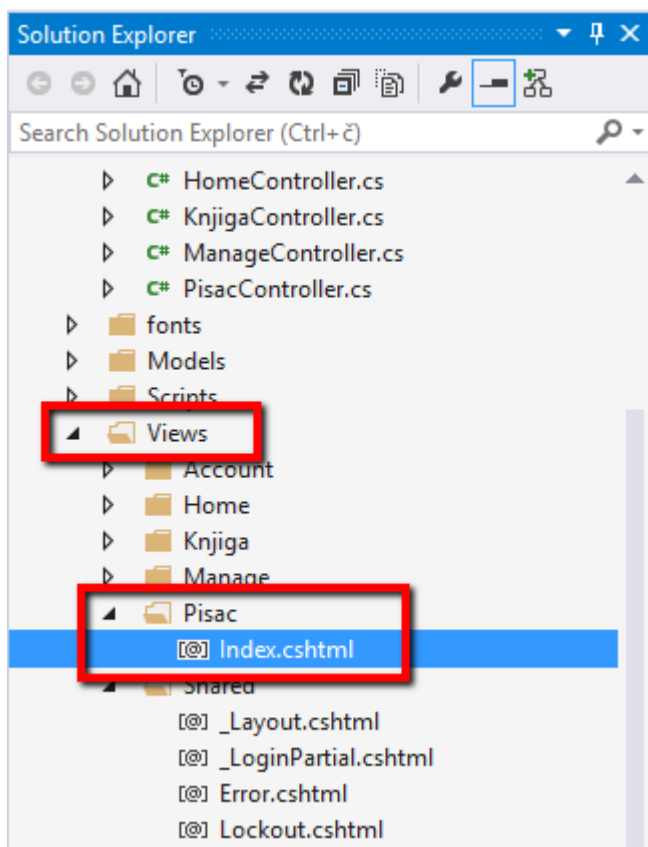 Solution Explorer
Search Solution Explorer (Ctrl+č)
C# HomeController.cs
C# KnjigaController.cs
C# ManageController.cs
C# PisacController.cs
fonts
Models
Scripts
Views
Account
Home
Knjiga
Manage
Pisac
[@] Index.cshtml
Shared
[@] _Layout.cshtml
[@] _LoginPartial.cshtml
[@] Error.cshtml
[@] Lockout.cshtml